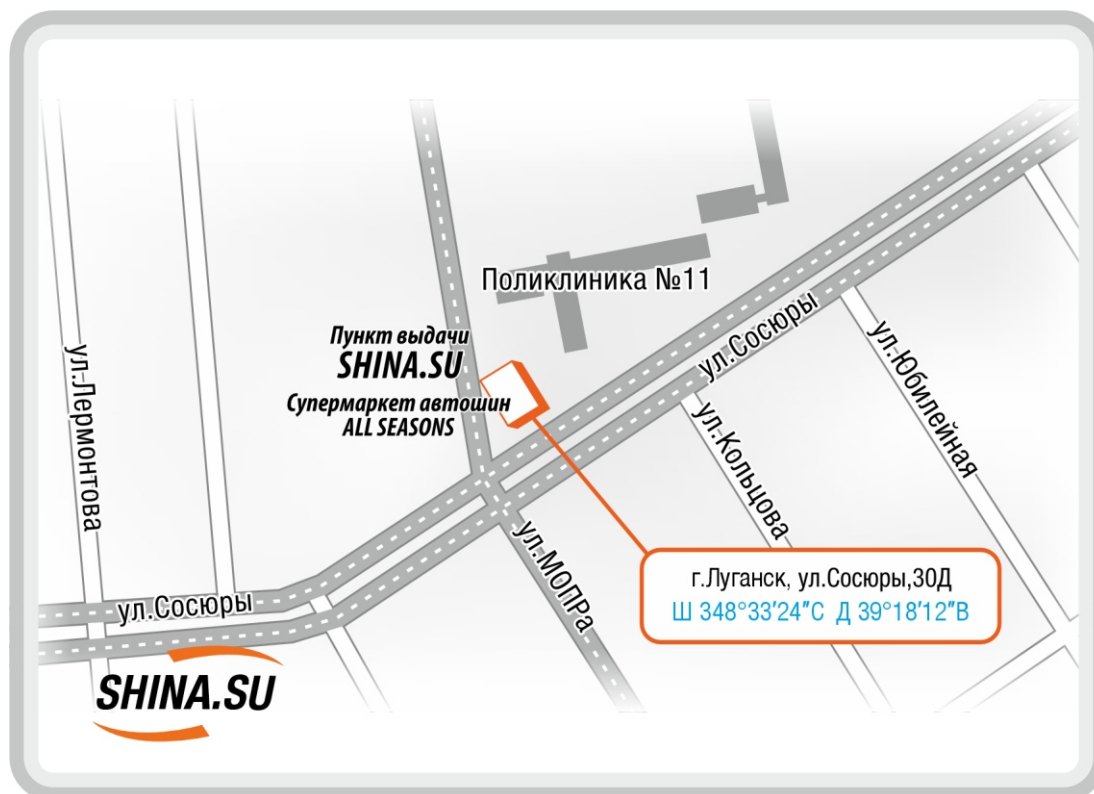 Поликлиника №11
Пункт выдачи
SHINA.SU
Супермаркет автошин
ALL SEASONS
ул.Лермонтова
ул.Сосюры
ул.Юбилейная
ул.Кольцова
ул.МОПРа
г.Луганск, ул.Сосюры,30Д
Ш 348°33'24"С Д 39°18'12"В
ул.Сосюры
SHINA.SU